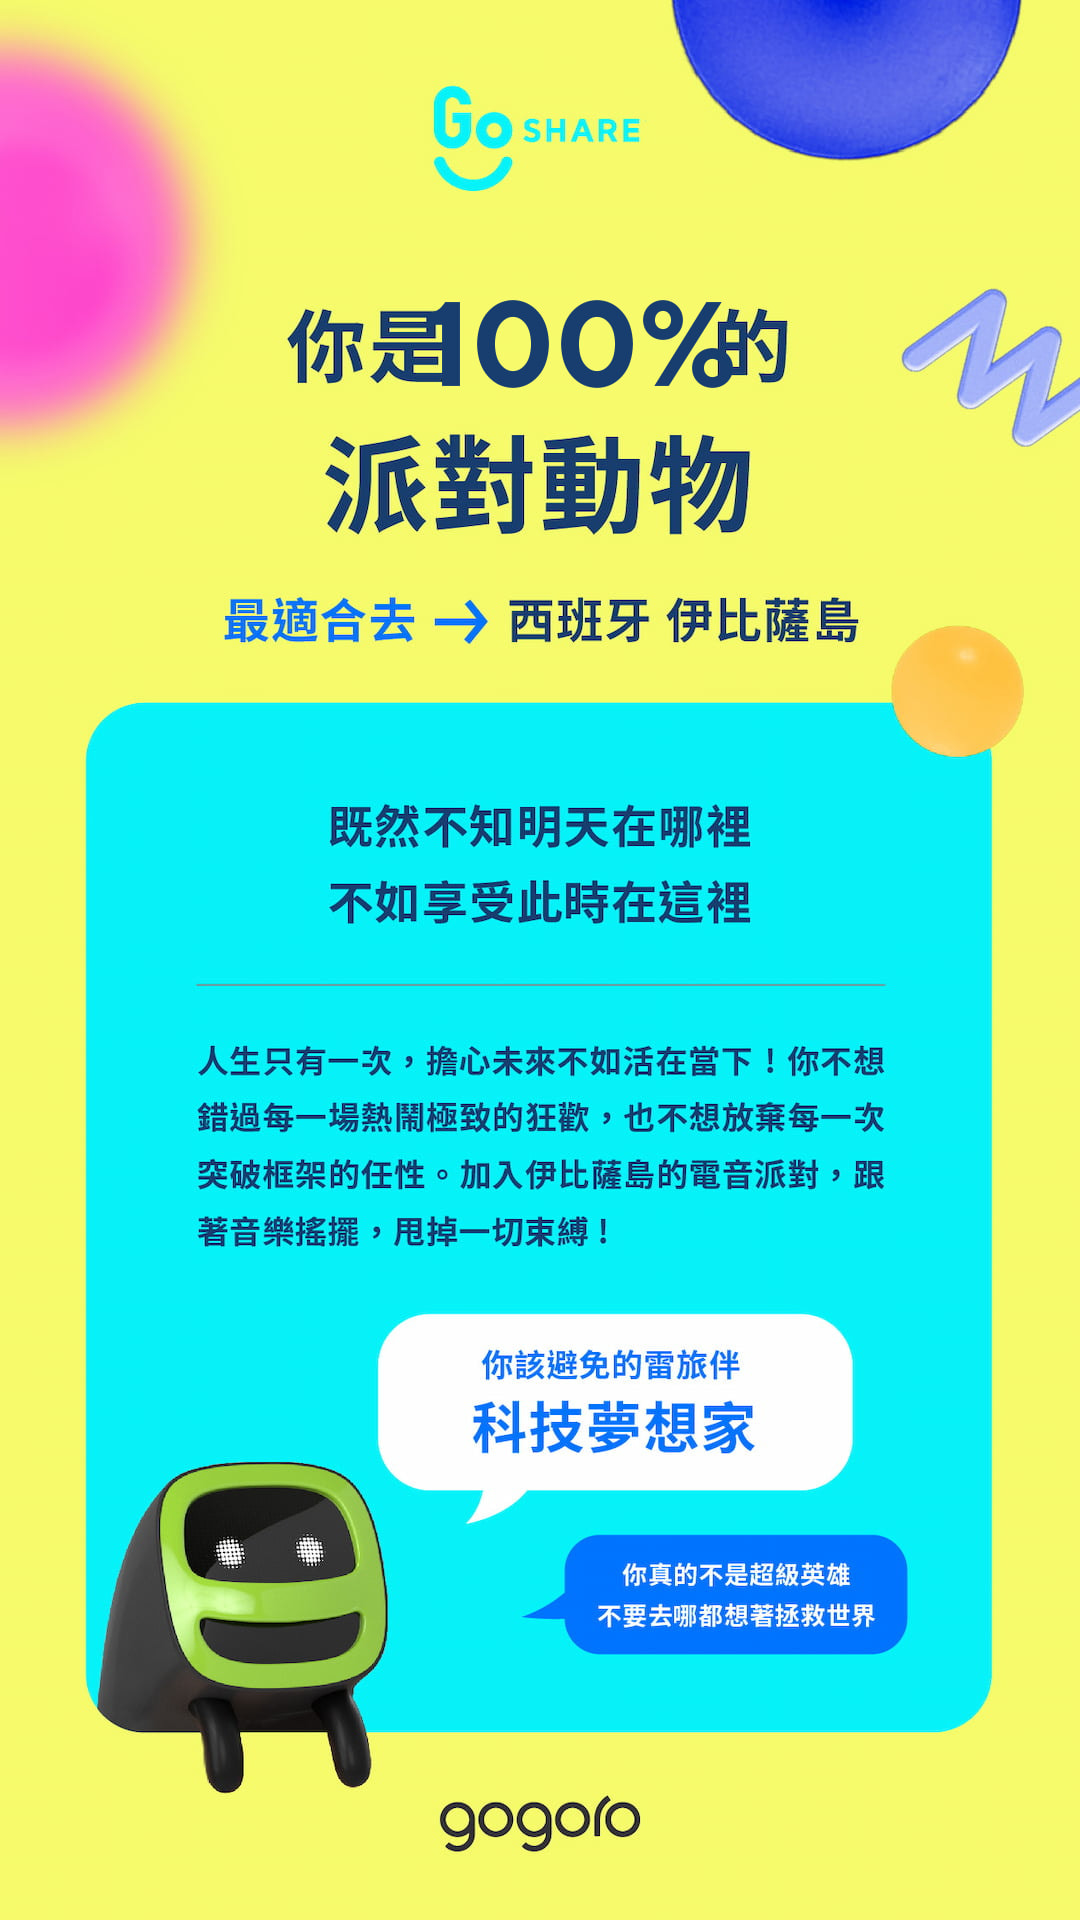 Go SHARE
你是100%的
派對動物
最適合去 → 西班牙 伊比薩島
既然不知明天在哪裡
不如享受此時在這裡
人生只有一次，擔心未來不如活在當下！你不想
錯過每一場熱鬧極致的狂歡，也不想放棄每一次
突破框架的任性。加入伊比薩島的電音派對，跟
著音樂搖擺，甩掉一切束縛！
你該避免的雷旅伴
科技夢想家
你真的不是超級英雄
不要去哪都想著拯救世界
gogoro